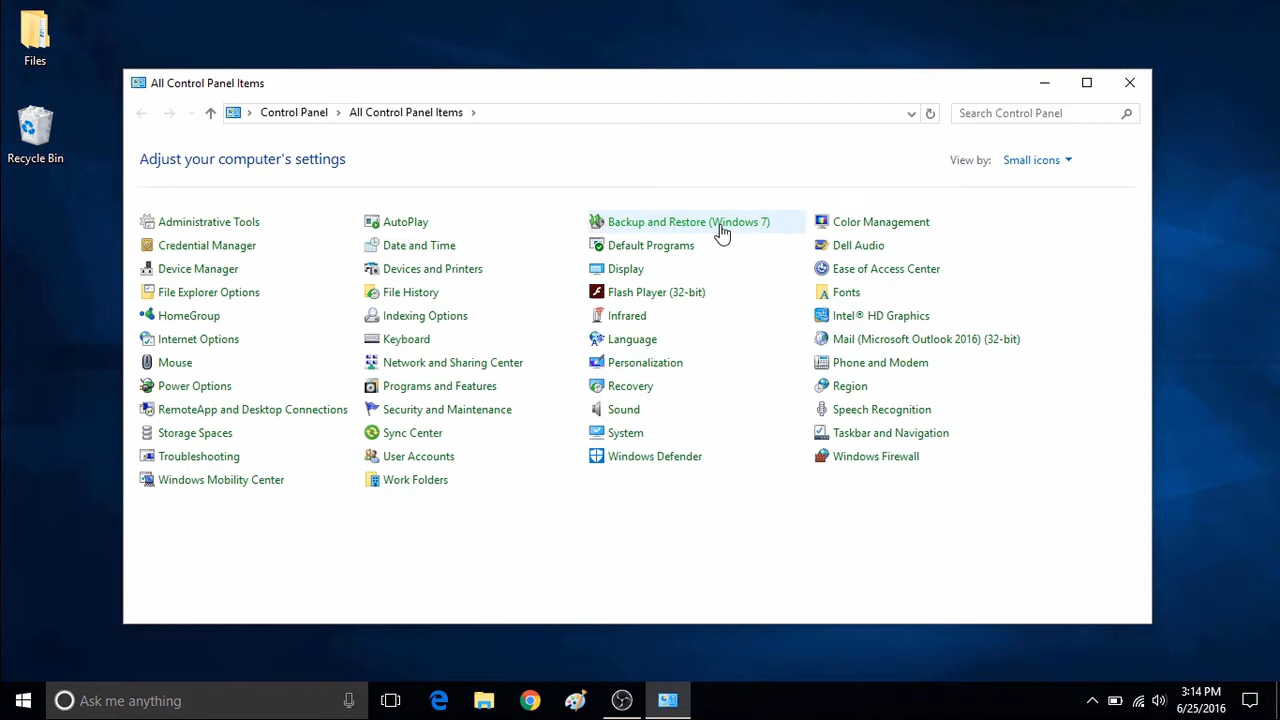 Files
Recycle Bin
All Control Panel Items
Control Panel
All Control Panel Items
Search Control Panel
Adjust your computer's settings
View by: Small icons
Administrative Tools
AutoPlay
Backup and Restore (Windows 7)
Color Management
Credential Manager
Date and Time
Default Programs
Dell Audio
Device Manager
Devices and Printers
Display
Ease of Access Center
File Explorer Options
File History
Flash Player (32-bit)
Fonts
HomeGroup
Indexing Options
Infrared
Intel® HD Graphics
Internet Options
Keyboard
Language
Mail (Microsoft Outlook 2016) (32-bit)
Mouse
Network and Sharing Center
Personalization
Phone and Modem
Power Options
Programs and Features
Recovery
Region
RemoteApp and Desktop Connections
Security and Maintenance
Sound
Speech Recognition
Storage Spaces
Sync Center
System
Taskbar and Navigation
Troubleshooting
User Accounts
Windows Defender
Windows Firewall
Windows Mobility Center
Work Folders
Ask me anything
3:14 PM
6/25/2016